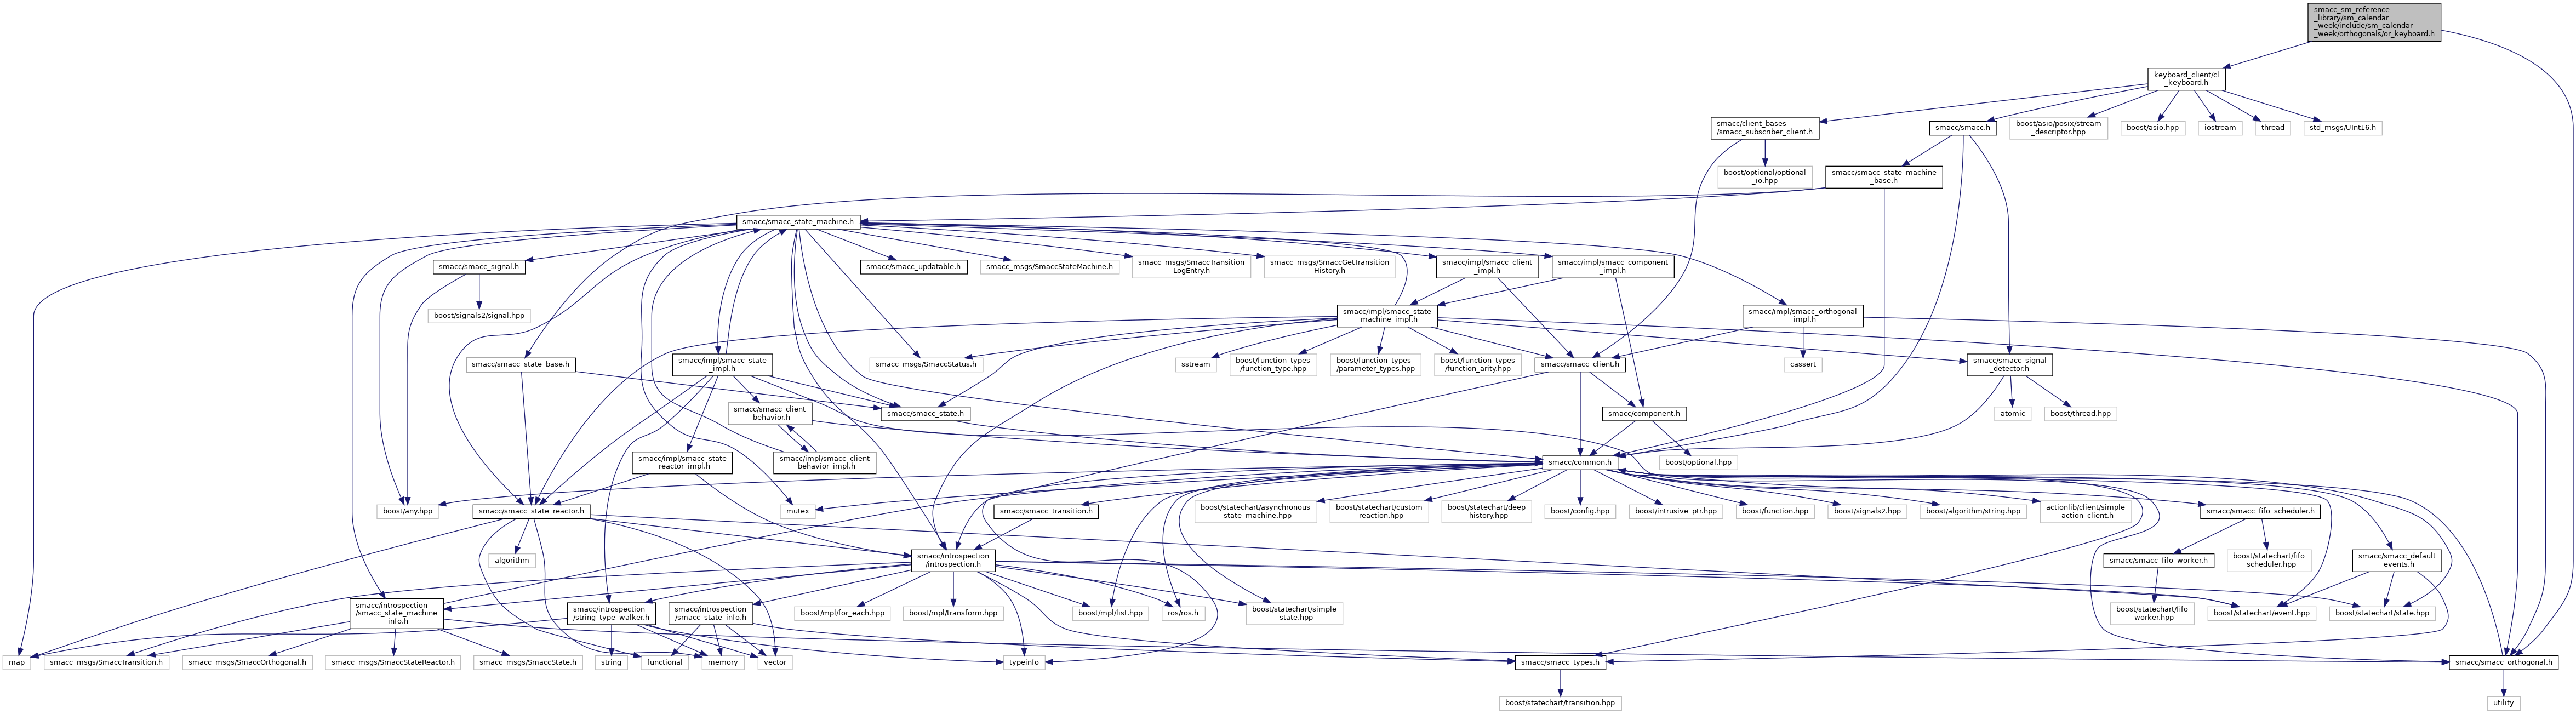 smacc_sm_reference
_library/sm_calendar
_week/include/sm_calendar
_week/orthogonals/or_keyboard.h
keyboard_client/cl
_keyboard.h
smacc/client_bases
/smacc_subscriber_client.h
smacc/smacc.h
boost/asio/posix/stream
_descriptor.hpp
boost/asio.hpp
iostream
thread
std_msgs/UInt16.h
boost/optional/optional
_io.hpp
smacc/smacc_state_machine
_base.h
smacc/smacc_state_machine.h
smacc/smacc_signal.h
smacc/smacc_updatable.h
smacc_msgs/SmaccStateMachine.h
smacc_msgs/SmaccTransition
LogEntry.h
smacc_msgs/SmaccGetTransition
History.h
smacc/impl/smacc_client
_impl.h
smacc/impl/smacc_component
_impl.h
boost/signals2/signal.hpp
smacc/impl/smacc_state
_machine_impl.h
smacc/impl/smacc_orthogonal
_impl.h
smacc/smacc_state_base.h
smacc/impl/smacc_state
_impl.h
smacc_msgs/SmaccStatus.h
sstream
boost/function_types
/function_type.hpp
boost/function_types
/parameter_types.hpp
boost/function_types
/function_arity.hpp
smacc/smacc_client.h
cassert
smacc/smacc_signal
_detector.h
smacc/smacc_client
_behavior.h
smacc/smacc_state.h
smacc/component.h
atomic
boost/thread.hpp
smacc/impl/smacc_state
_reactor_impl.h
smacc/impl/smacc_client
_behavior_impl.h
smacc/common.h
boost/optional.hpp
boost/any.hpp
smacc/smacc_state_reactor.h
mutex
smacc/smacc_transition.h
boost/statechart/asynchronous
_state_machine.hpp
boost/statechart/custom
_reaction.hpp
boost/statechart/deep
_history.hpp
boost/config.hpp
boost/intrusive_ptr.hpp
boost/function.hpp
boost/signals2.hpp
boost/algorithm/string.hpp
actionlib/client/simple
_action_client.h
smacc/smacc_fifo_scheduler.h
algorithm
smacc/introspection
/introspection.h
smacc/smacc_fifo_worker.h
boost/statechart/fifo
_scheduler.hpp
smacc/smacc_default
_events.h
smacc/introspection
/smacc_state_machine
_info.h
smacc/introspection
/string_type_walker.h
smacc/introspection
/smacc_state_info.h
boost/mpl/for_each.hpp
boost/mpl/transform.hpp
boost/mpl/list.hpp
ros/ros.h
boost/statechart/simple
_state.hpp
boost/statechart/fifo
_worker.hpp
boost/statechart/event.hpp
boost/statechart/state.hpp
map
smacc_msgs/SmaccTransition.h
smacc_msgs/SmaccOrthogonal.h
smacc_msgs/SmaccStateReactor.h
smacc_msgs/SmaccState.h
string
functional
memory
vector
typeinfo
smacc/smacc_types.h
smacc/smacc_orthogonal.h
boost/statechart/transition.hpp
utility